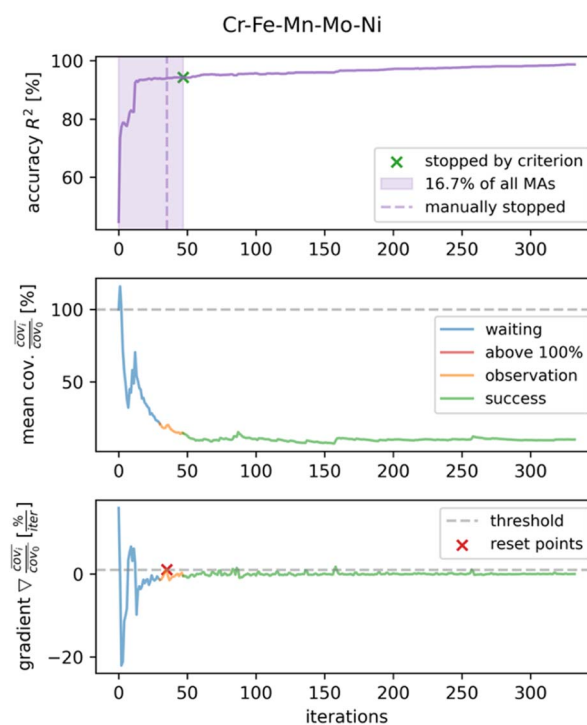 Cr-Fe-Mn-Mo-Ni
100
80
60
accuracy R² [%]
stopped by criterion
16.7% of all MAs
manually stopped
0 50 100 150 200 250 300
100
50
mean cov. cov_i/cov_0 [%]
waiting
above 100%
observation
success
0 50 100 150 200 250 300
0
−20
gradient ∇ cov_i/cov_0 [%/iter]
threshold
reset points
0 50 100 150 200 250 300
iterations